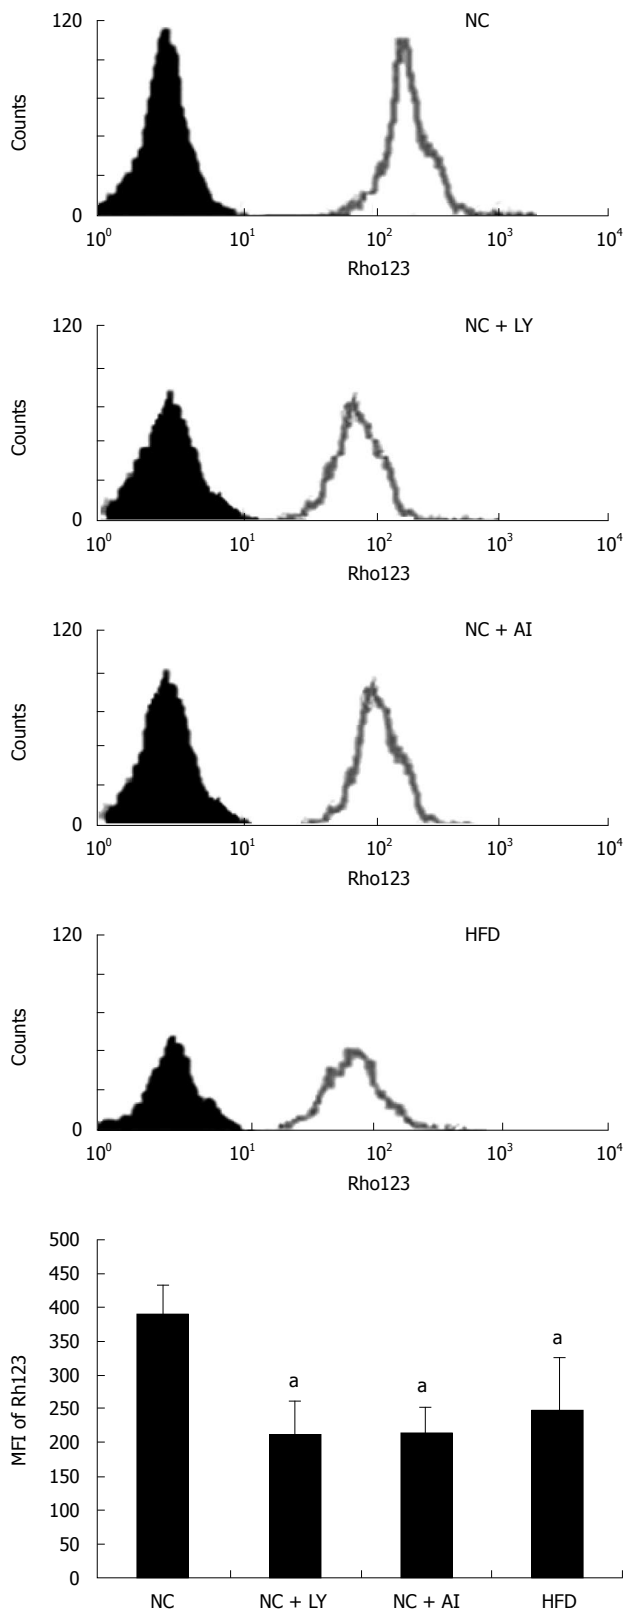 120
NC
Counts
0
10⁰ 10¹ 10² 10³ 10⁴
Rho123
120
NC + LY
Counts
0
10⁰ 10¹ 10² 10³ 10⁴
Rho123
120
NC + AI
Counts
0
10⁰ 10¹ 10² 10³ 10⁴
Rho123
120
HFD
Counts
0
10⁰ 10¹ 10² 10³ 10⁴
Rho123
MFI of Rh123
500
450
400
350
300
250
200
150
100
50
0
a
a
a
NC NC + LY NC + AI HFD